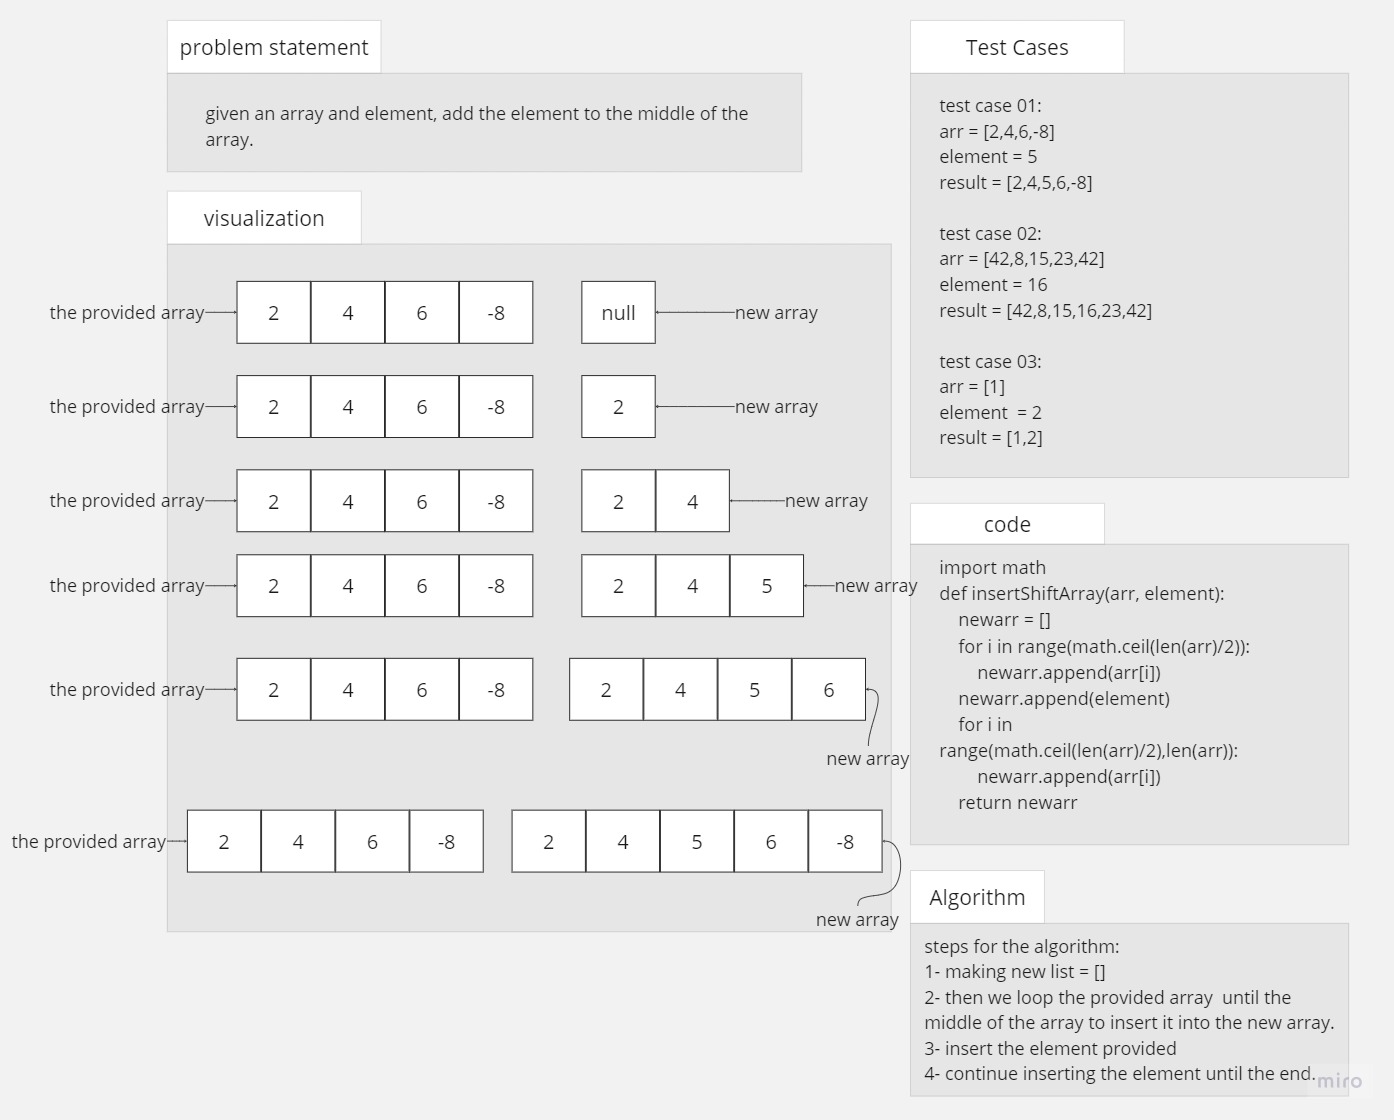 problem statement
given an array and element, add the element to the middle of the
array.
visualization
the provided array
2 4 6 -8
null
new array
the provided array
2 4 6 -8
2
new array
the provided array
2 4 6 -8
2 4
new array
the provided array
2 4 6 -8
2 4 5
new array
the provided array
2 4 6 -8
2 4 5 6
new array
the provided array
2 4 6 -8
2 4 5 6 -8
new array
Test Cases
test case 01:
arr = [2,4,6,-8]
element = 5
result = [2,4,5,6,-8]
test case 02:
arr = [42,8,15,23,42]
element = 16
result = [42,8,15,16,23,42]
test case 03:
arr = [1]
element  = 2
result = [1,2]
code
import math
def insertShiftArray(arr, element):
    newarr = []
    for i in range(math.ceil(len(arr)/2)):
        newarr.append(arr[i])
    newarr.append(element)
    for i in
range(math.ceil(len(arr)/2),len(arr)):
        newarr.append(arr[i])
    return newarr
Algorithm
steps for the algorithm:
1- making new list = []
2- then we loop the provided array  until the
middle of the array to insert it into the new array.
3- insert the element provided
4- continue inserting the element until the end.
miro